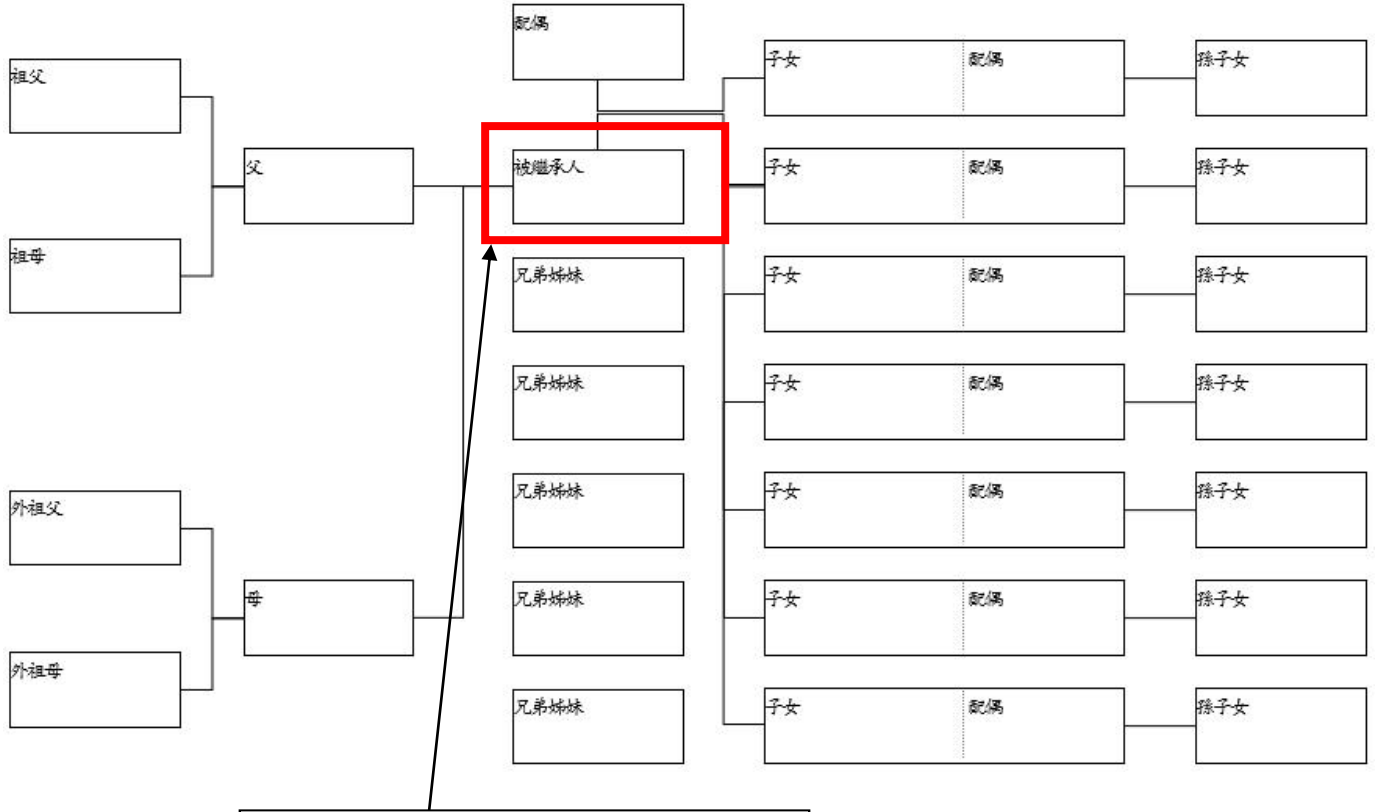 配偶
子女 配偶 孫子女
祖父
父
被繼承人
子女 配偶 孫子女
祖母
兄弟姊妹
子女 配偶 孫子女
兄弟姊妹
子女 配偶 孫子女
外祖父
兄弟姊妹
子女 配偶 孫子女
母
兄弟姊妹
子女 配偶 孫子女
外祖母
兄弟姊妹
子女 配偶 孫子女